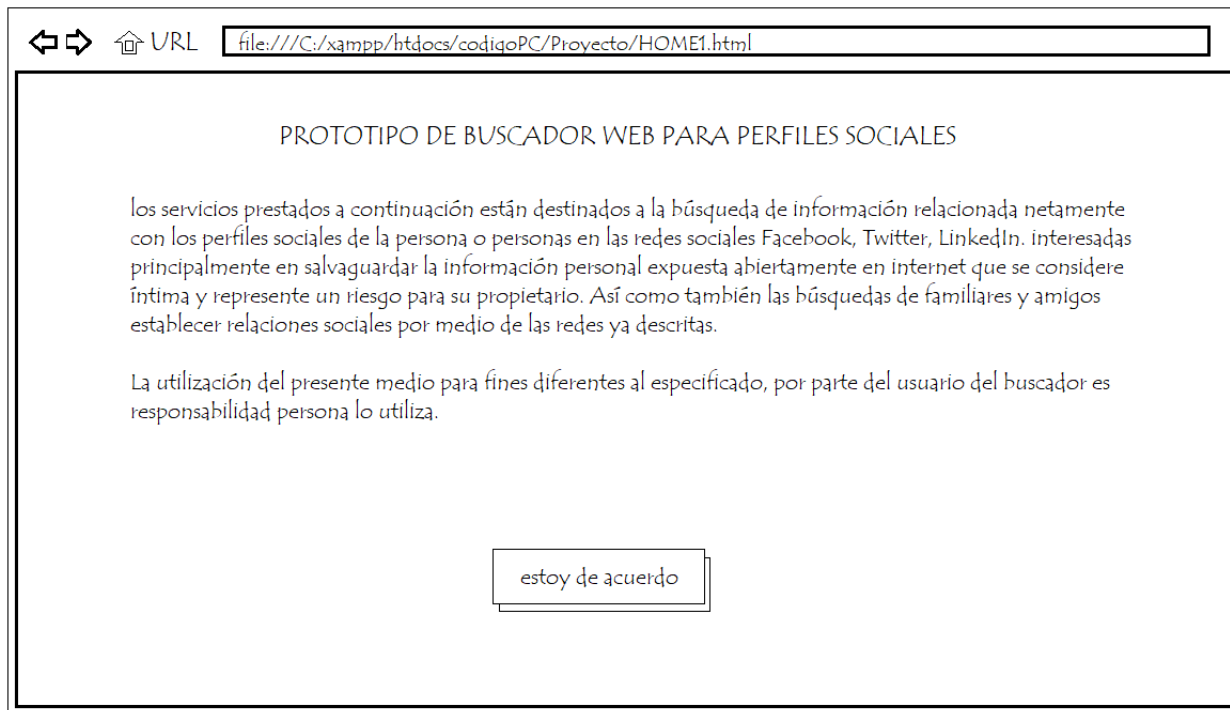 URL file:///C:/xampp/htdocs/codigoPC/Proyecto/HOME1.html
PROTOTIPO DE BUSCADOR WEB PARA PERFILES SOCIALES
los servicios prestados a continuación están destinados a la búsqueda de información relacionada netamente
con los perfiles sociales de la persona o personas en las redes sociales Facebook, Twitter, LinkedIn. interesadas
principalmente en salvaguardar la información personal expuesta abiertamente en internet que se considere
íntima y represente un riesgo para su propietario. Así como también las búsquedas de familiares y amigos
establecer relaciones sociales por medio de las redes ya descritas.
La utilización del presente medio para fines diferentes al especificado, por parte del usuario del buscador es
responsabilidad persona lo utiliza.
estoy de acuerdo